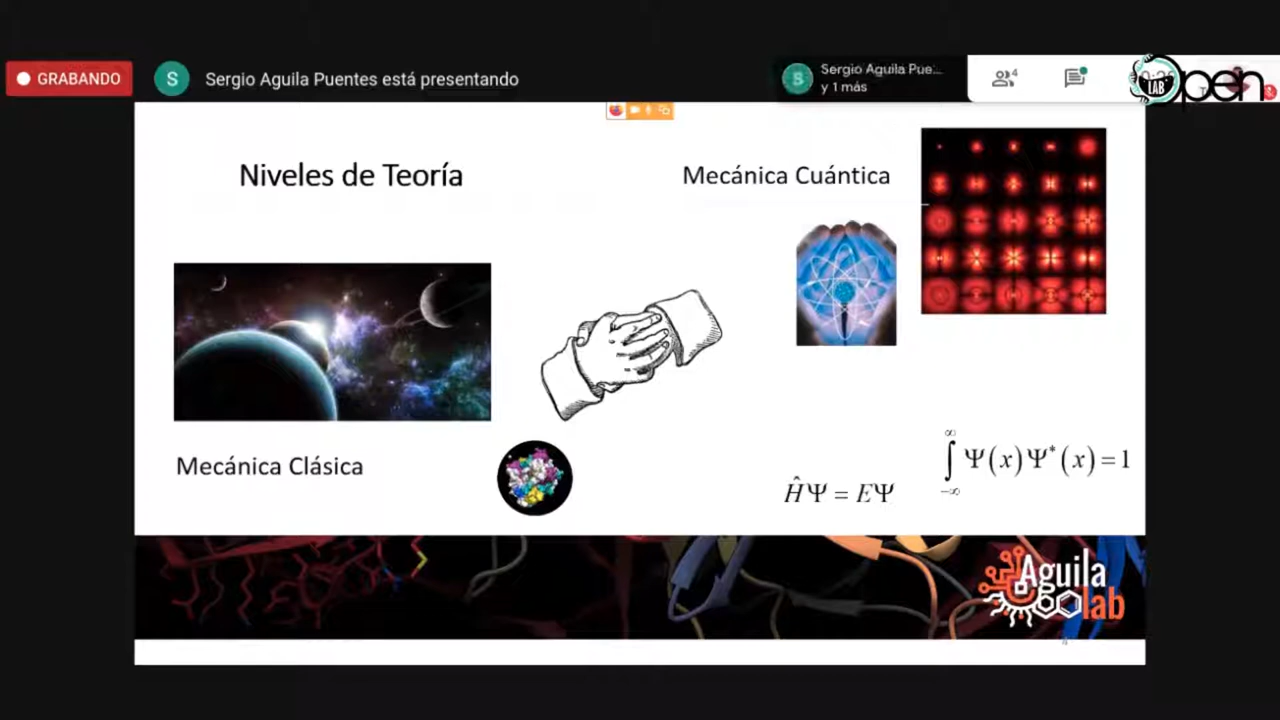 GRABANDO
S
Sergio Aguila Puentes está presentando
S
Sergio Aguila Pue...
y 1 más
4
Open
LAB
Niveles de Teoría
Mecánica Cuántica
Mecánica Clásica
ĤΨ = EΨ
∫_{-∞}^{∞} Ψ(x)Ψ*(x) = 1
Aguila
lab